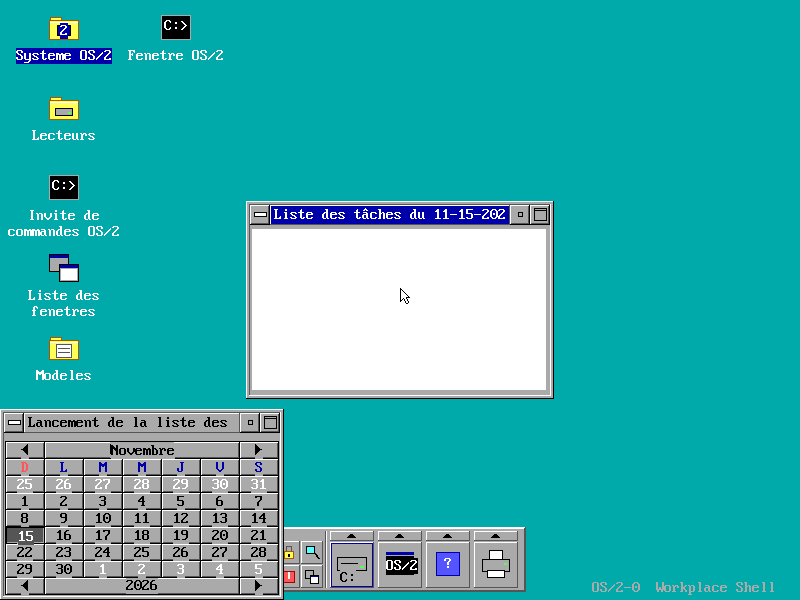 C:>
Systeme OS/2
Fenetre OS/2
Lecteurs
C:>
Invite de
commandes OS/2
Liste des
fenetres
Modeles
Liste des tâches du 11-15-202
Lancement de la liste des
Novembre
D L M M J V S
25 26 27 28 29 30 31
1 2 3 4 5 6 7
8 9 10 11 12 13 14
15 16 17 18 19 20 21
22 23 24 25 26 27 28
29 30 1 2 3 4 5
2026
C:
OS/2
?
OS/2-0 Workplace Shell